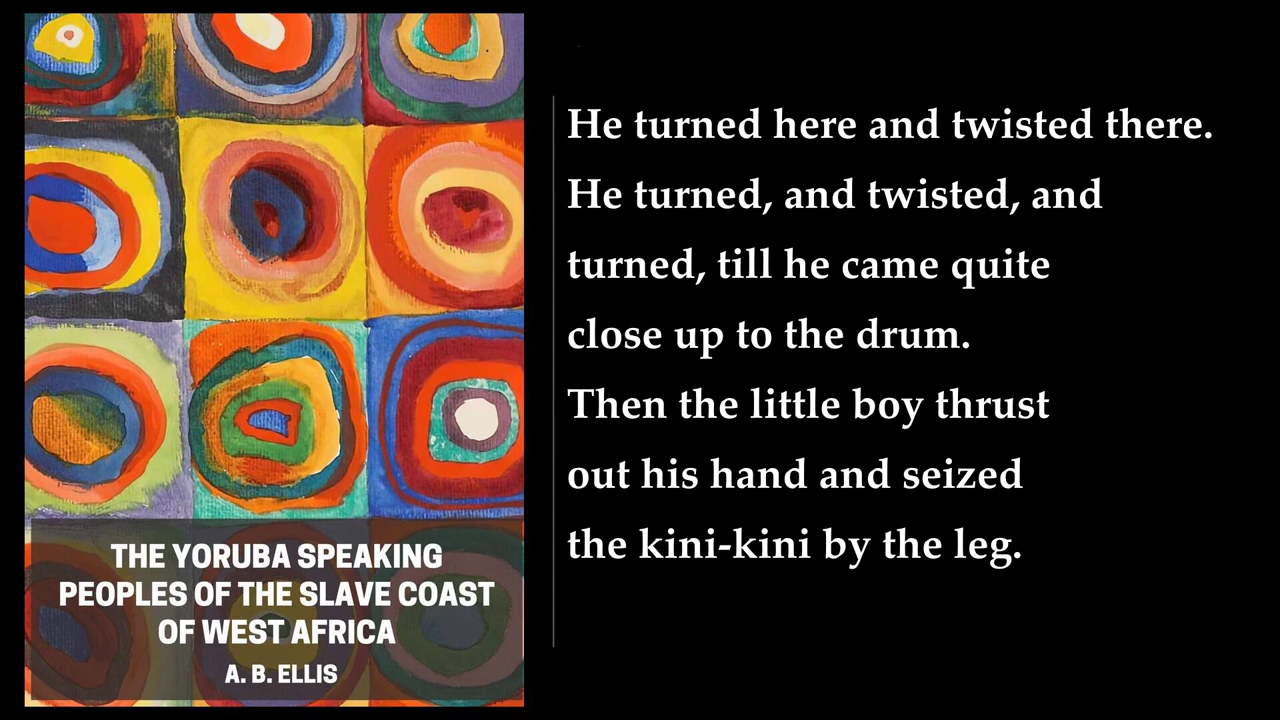 He turned here and twisted there.
He turned, and twisted, and
turned, till he came quite
close up to the drum.
Then the little boy thrust
out his hand and seized
the kini-kini by the leg.
THE YORUBA SPEAKING
PEOPLES OF THE SLAVE COAST
OF WEST AFRICA
A. B. ELLIS